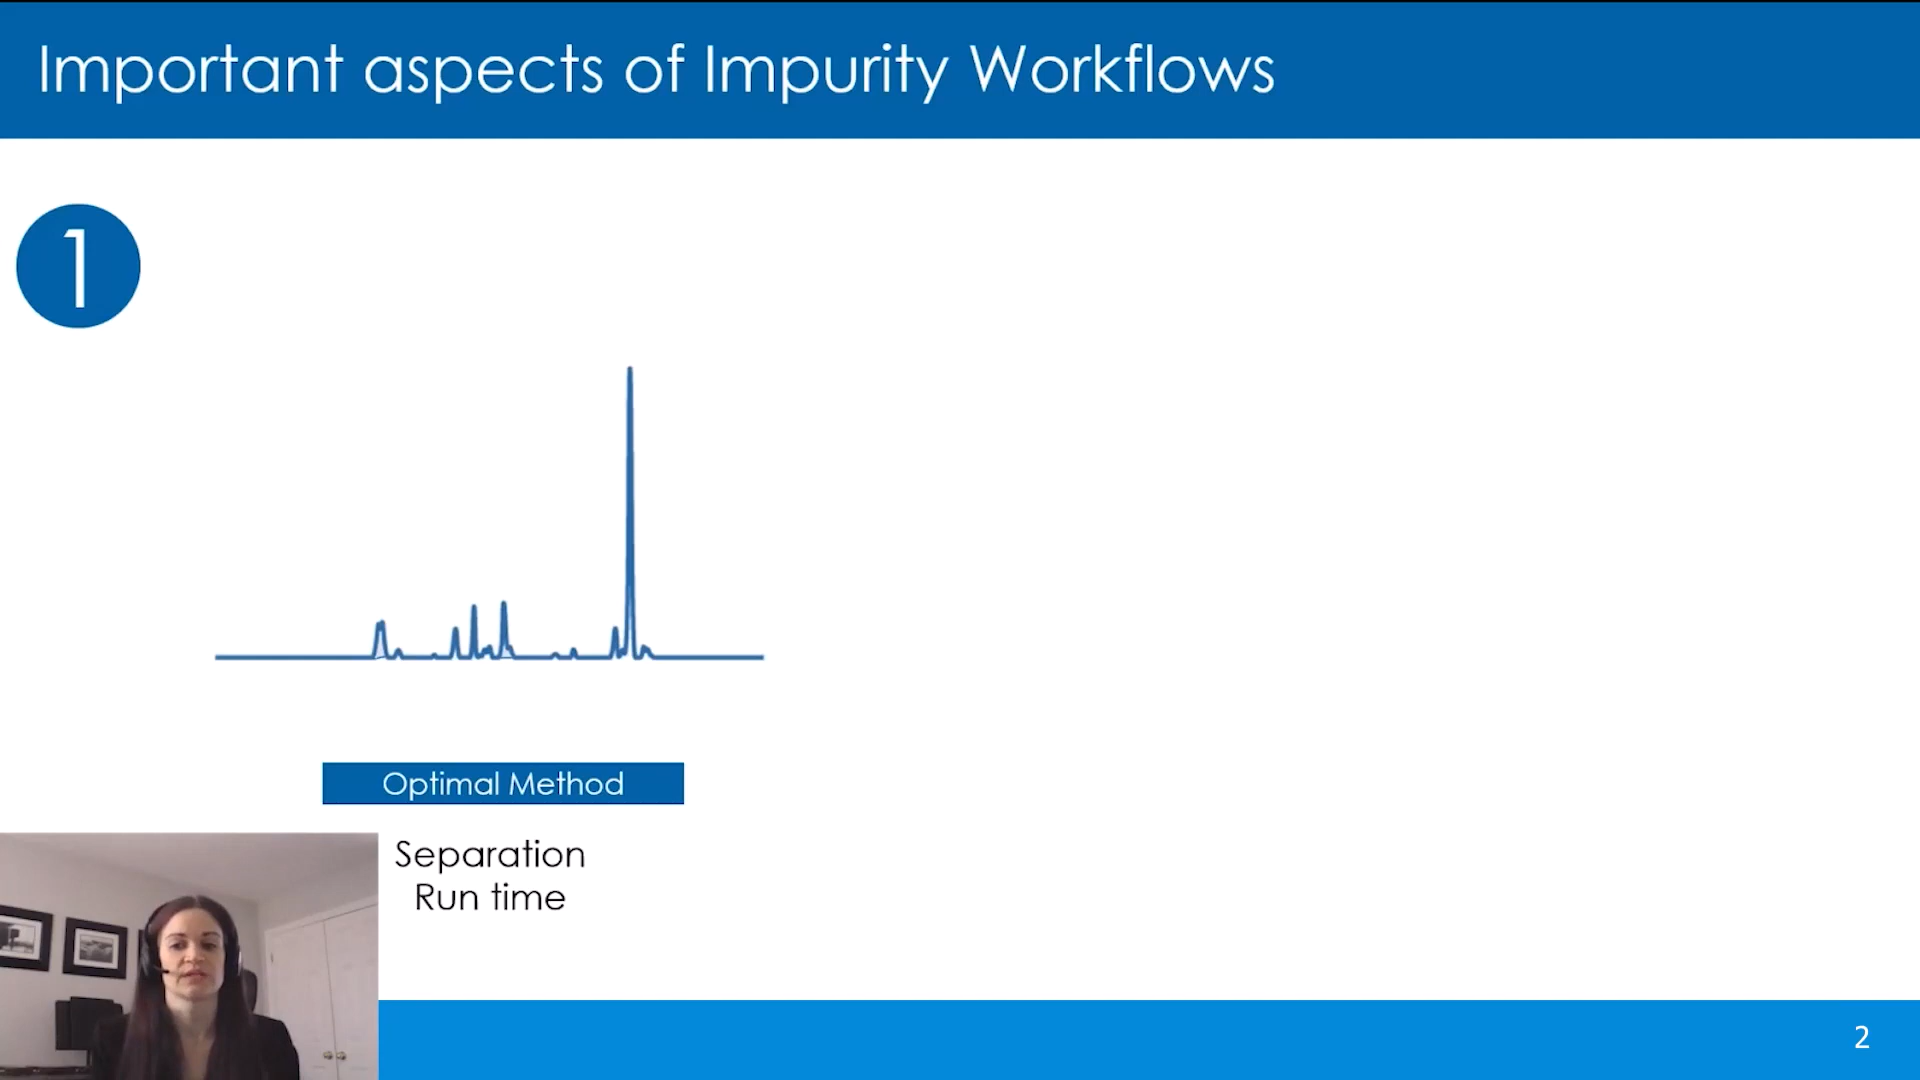 Important aspects of Impurity Workflows
1
Optimal Method
Separation
Run time
2